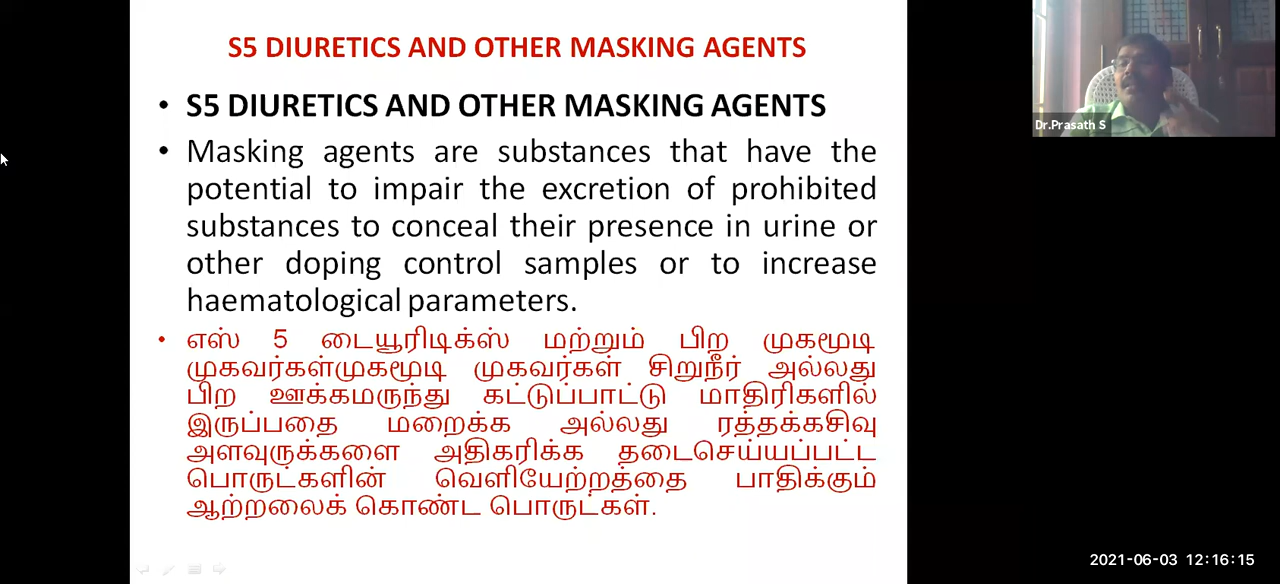 S5 DIURETICS AND OTHER MASKING AGENTS
• S5 DIURETICS AND OTHER MASKING AGENTS
• Masking agents are substances that have the
potential to impair the excretion of prohibited
substances to conceal their presence in urine or
other doping control samples or to increase
haematological parameters.
• எஸ் 5 டையூரிடிக்ஸ் மற்றும் பிற முகமூடி
முகவர்கள்முகமூடி முகவர்கள் சிறுநீர் அல்லது
பிற ஊக்கமருந்து கட்டுப்பாட்டு மாதிரிகளில்
இருப்பதை மறைக்க அல்லது ரத்தக்கசிவு
அளவுருக்களை அதிகரிக்க தடைசெய்யப்பட்ட
பொருட்களின் வெளியேற்றத்தை பாதிக்கும்
ஆற்றலைக் கொண்ட பொருட்கள்.
Dr.Prasath S
2021-06-03 12:16:15